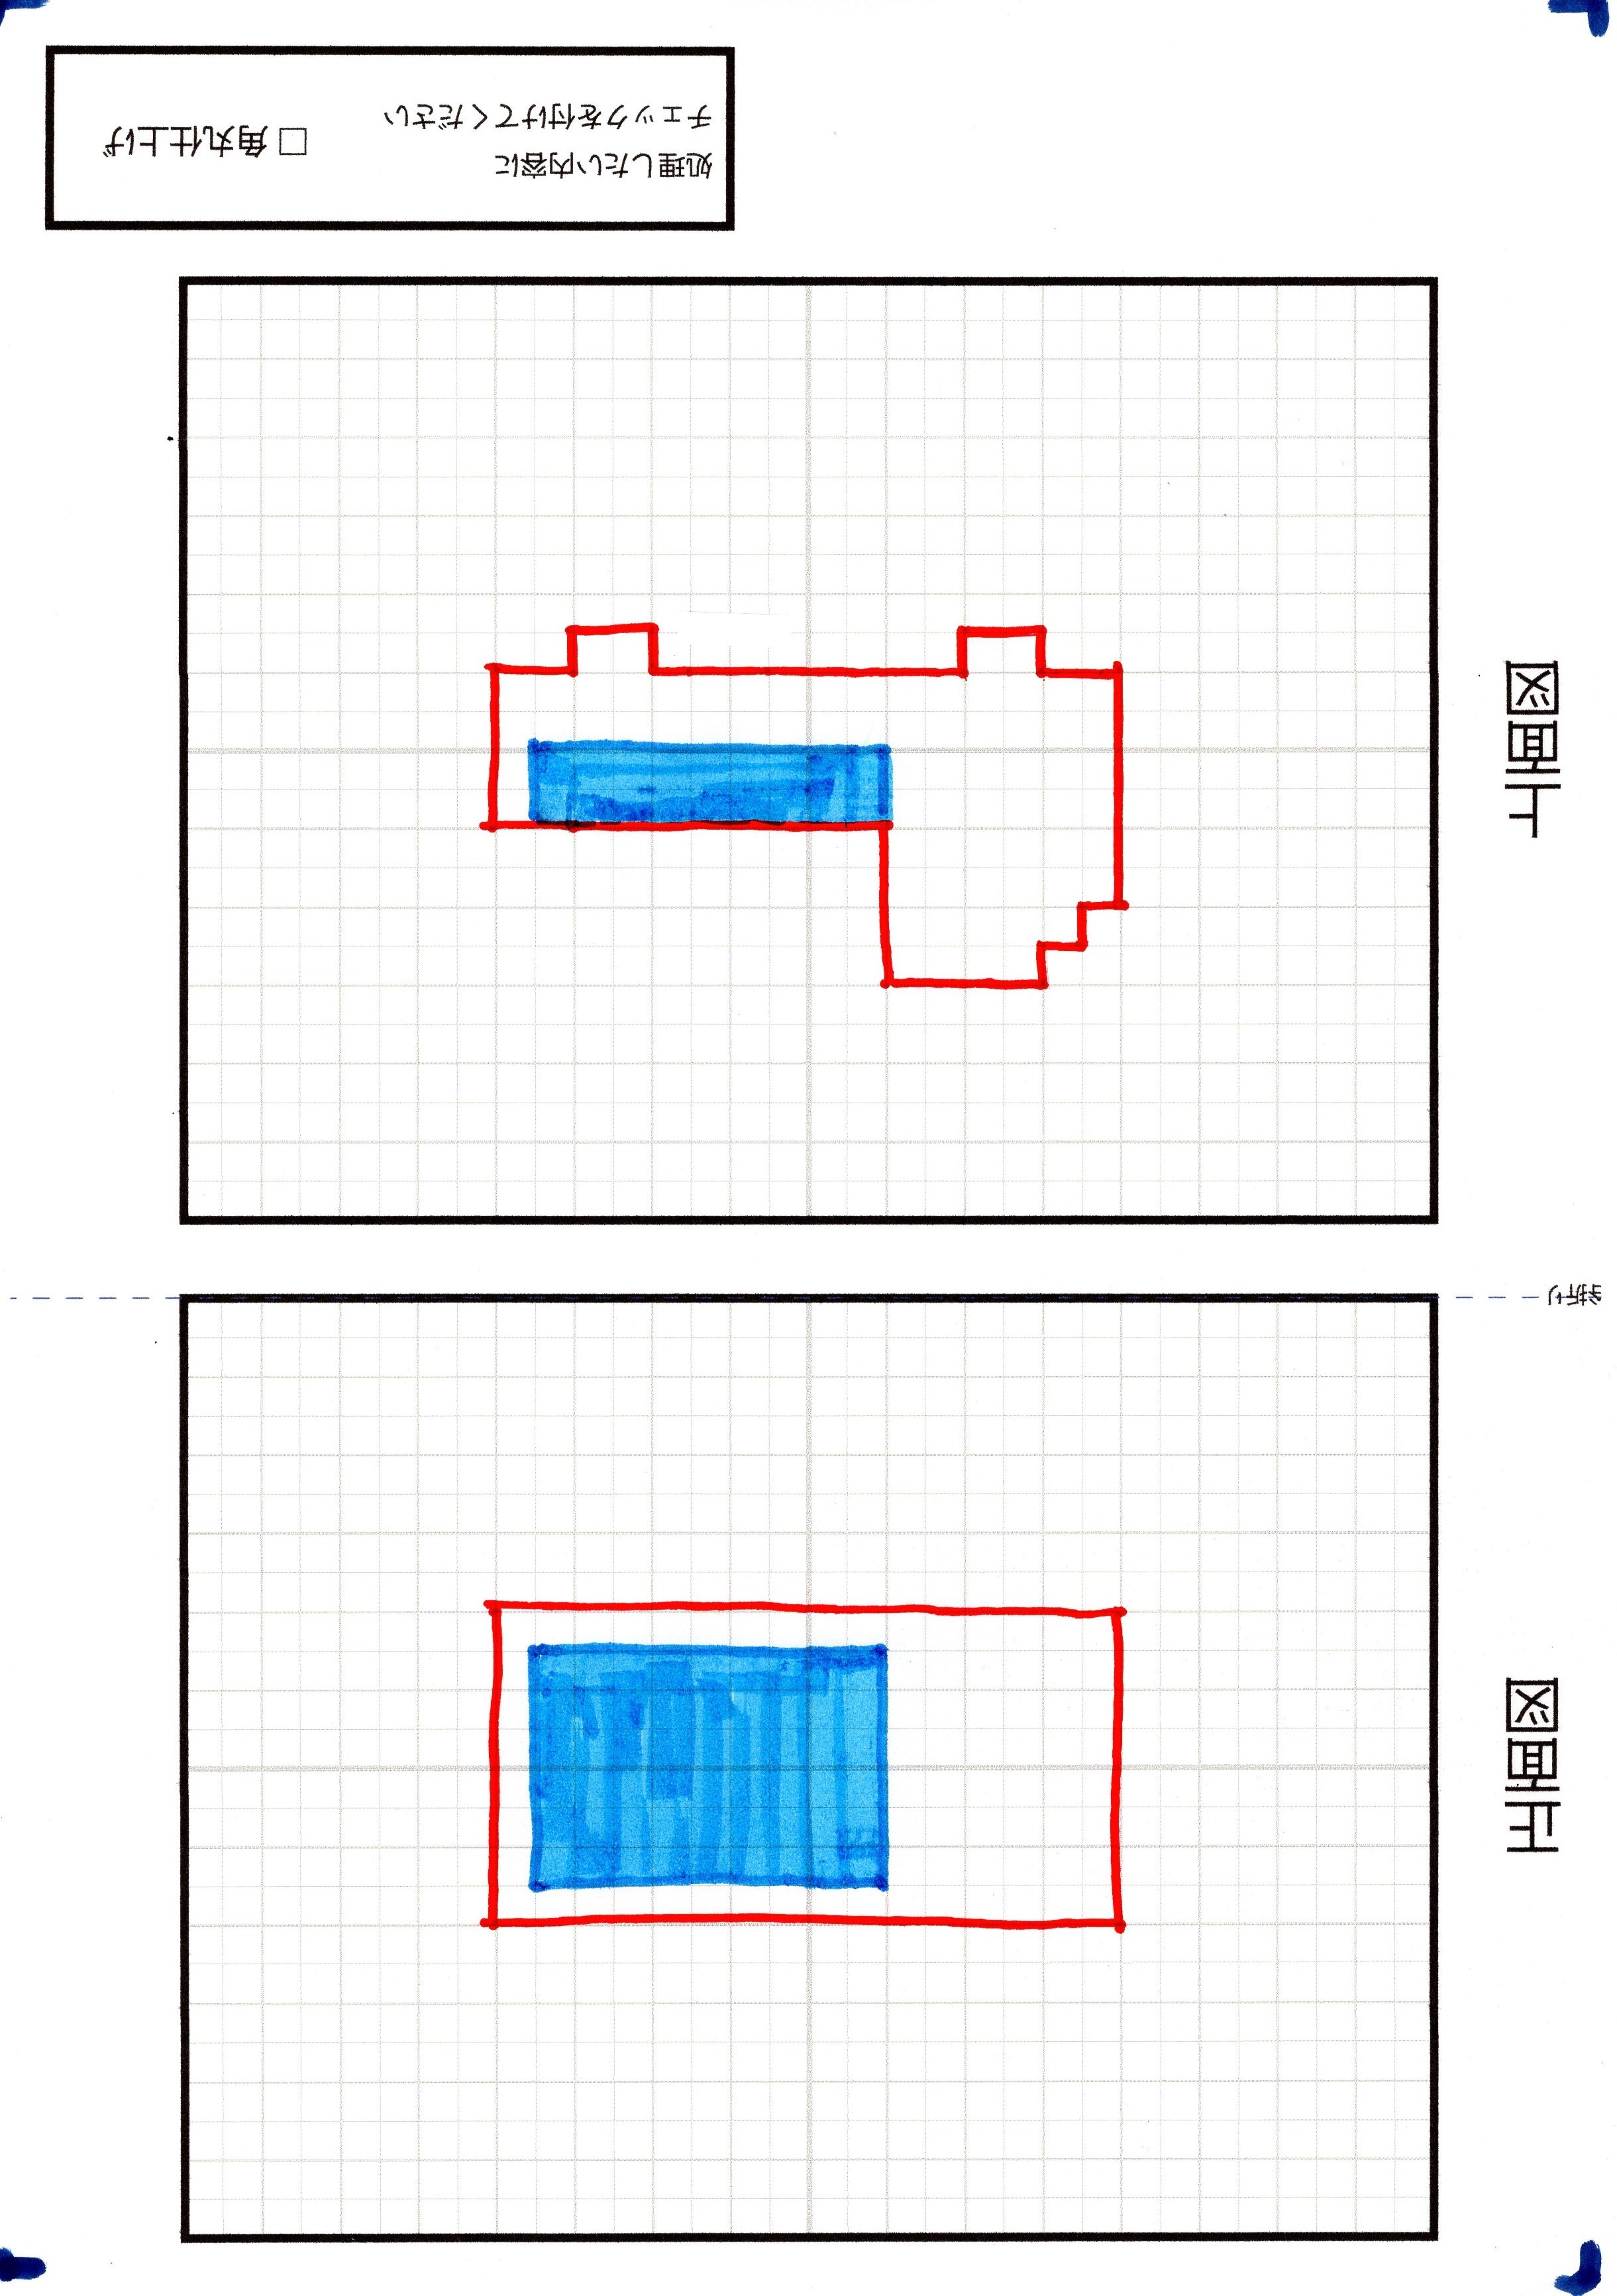 正面図
谷折り
上面図
処理したい内容に
チェックを付けてください
□ 角丸仕上げ